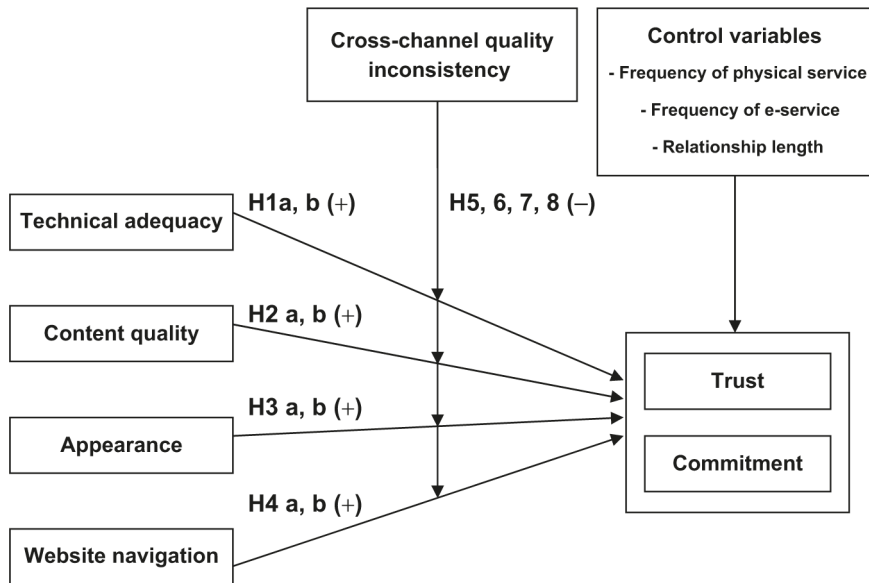 Cross-channel quality
inconsistency
Control variables
- Frequency of physical service
- Frequency of e-service
- Relationship length
H1a, b (+)
H5, 6, 7, 8 (–)
Technical adequacy
H2 a, b (+)
Content quality
Trust
H3 a, b (+)
Appearance
Commitment
H4 a, b (+)
Website navigation